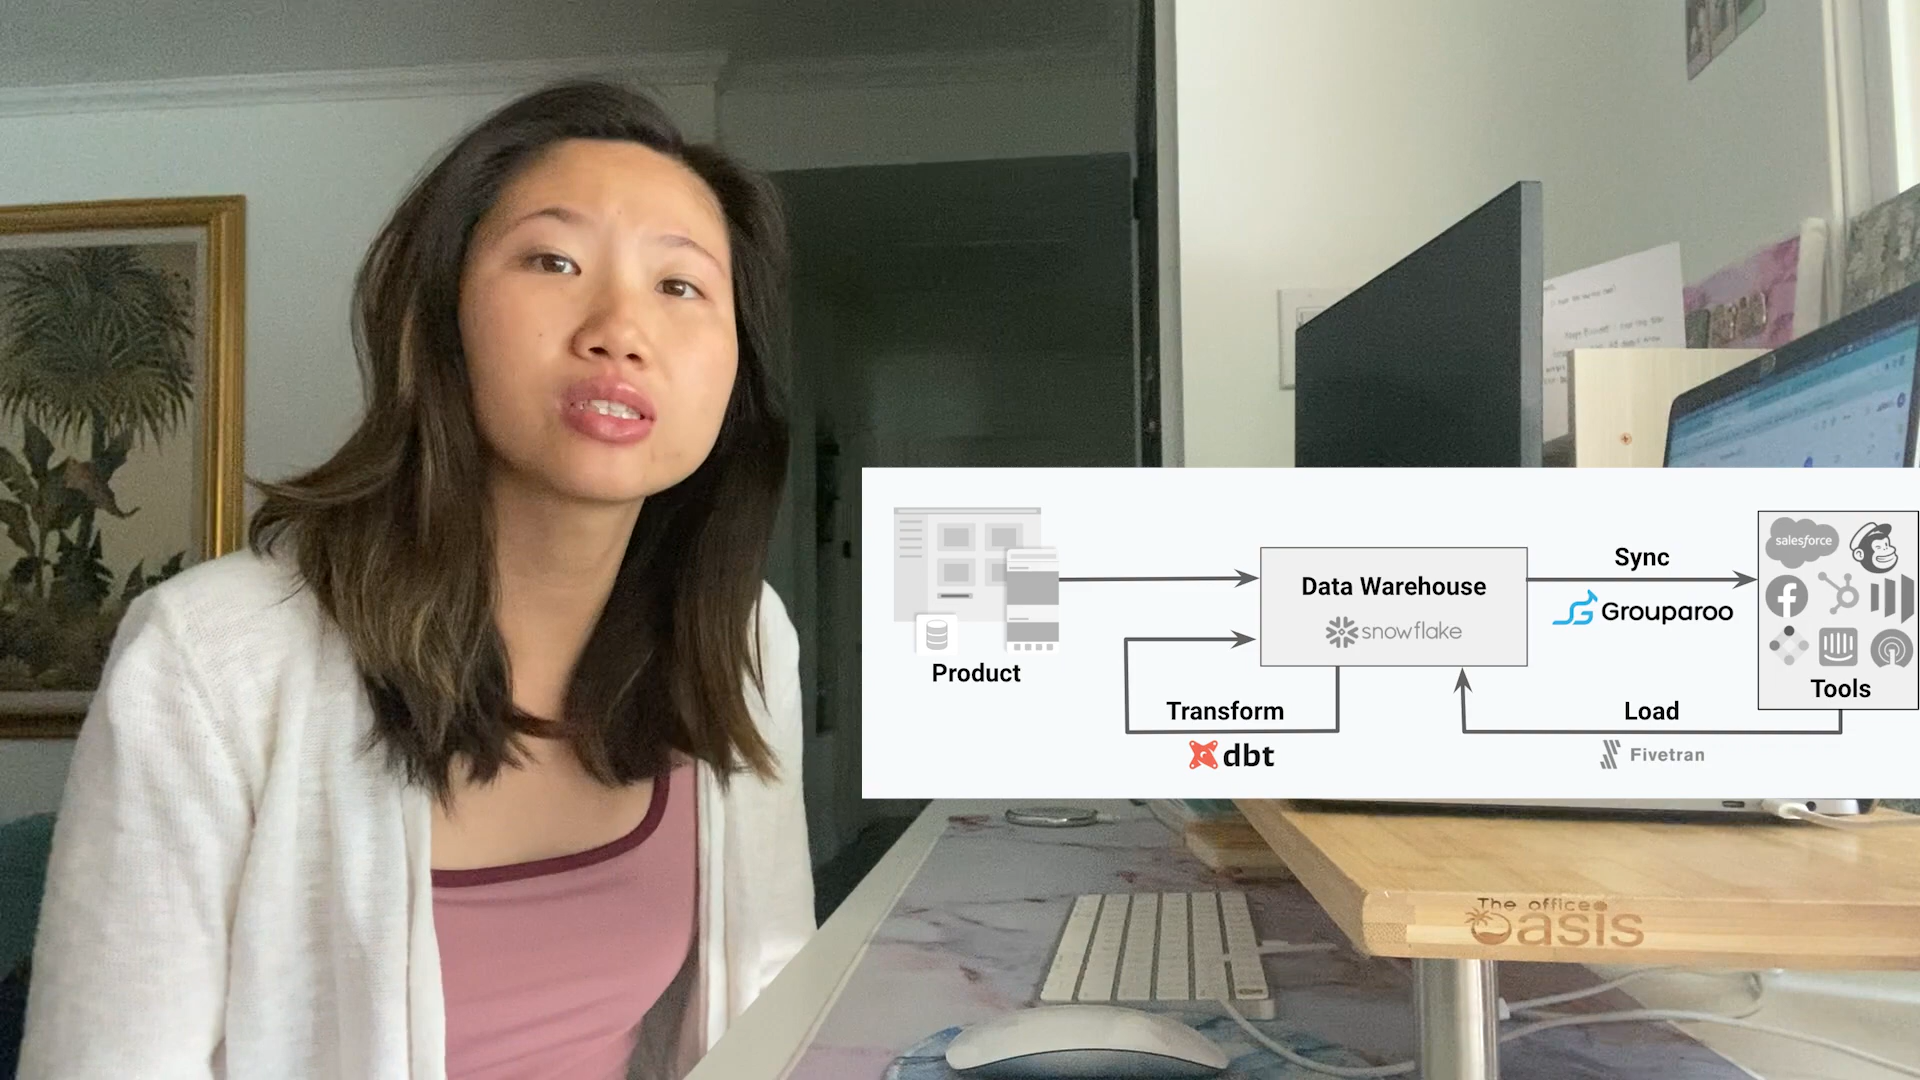 Product
Data Warehouse
snowflake
Transform
dbt
Sync
Grouparoo
Load
Fivetran
salesforce
Tools
The office
Oasis